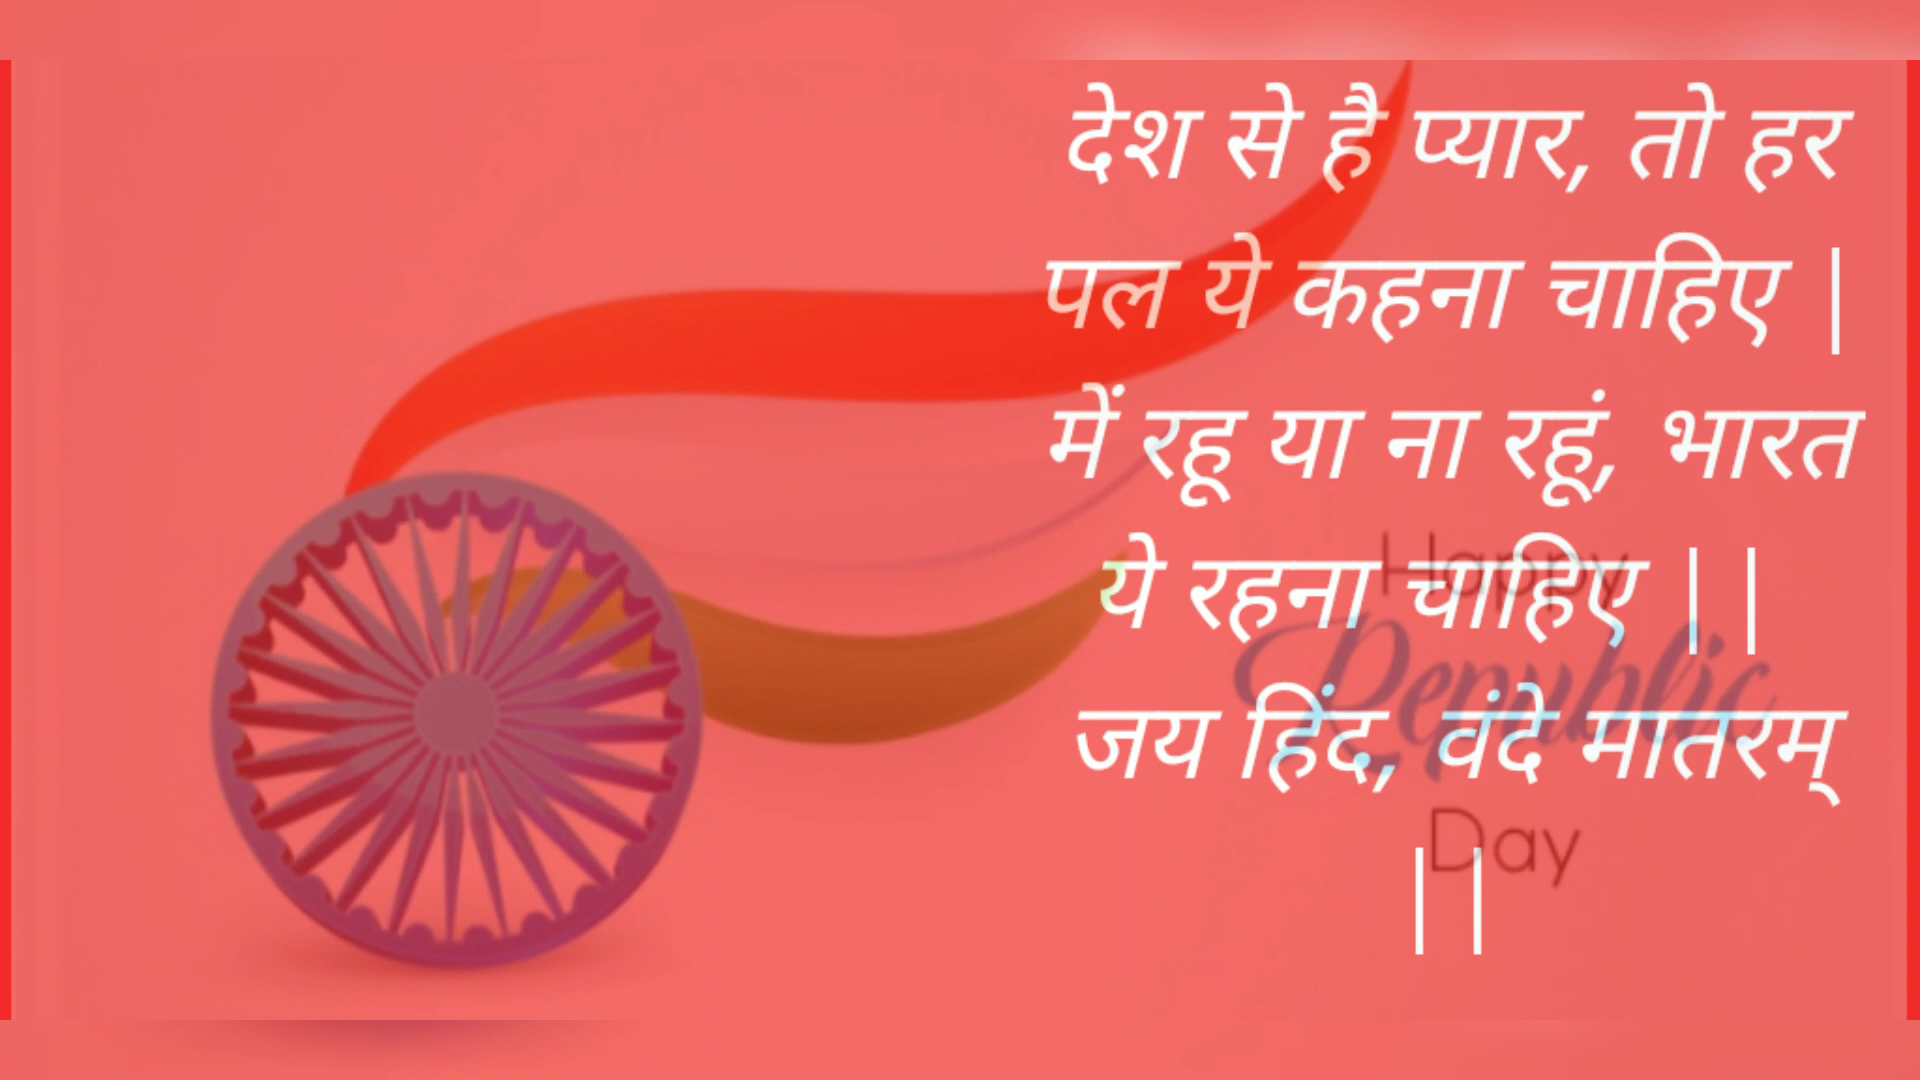 देश से है प्यार, तो हर
पल ये कहना चाहिए |
में रहू या ना रहूं, भारत
ये रहना चाहिए ||
जय हिंद, वंदे मातरम्
||
Happy
Republic
Day